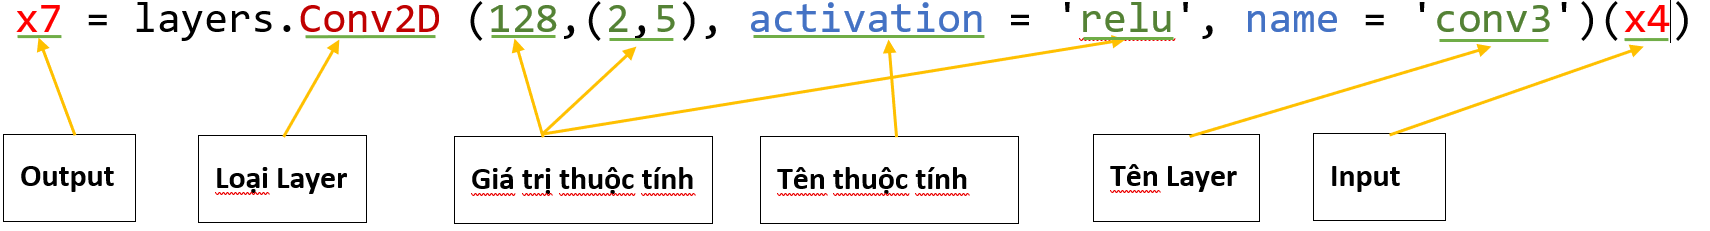 x7 = layers.Conv2D (128,(2,5), activation = 'relu', name = 'conv3')(x4)
Output
Loại Layer
Giá trị thuộc tính
Tên thuộc tính
Tên Layer
Input